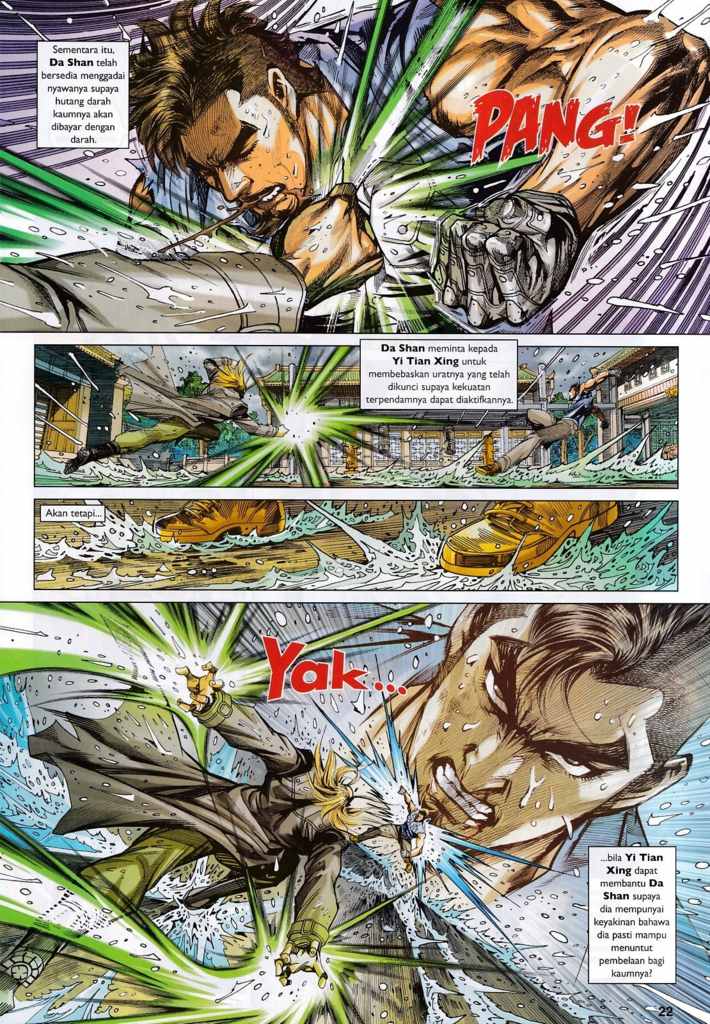 Sementara itu,
Da Shan telah
bersedia menggadai
nyawanya supaya
hutang darah
kaumnya akan
dibayar dengan
darah.
PANG!
Da Shan meminta kepada
Yi Tian Xing untuk
membebaskan uratnya yang telah
dikunci supaya kekuatan
terpendamnya dapat diaktifkannya.
Akan tetapi...
Yak...
...bila Yi Tian
Xing dapat
membantu Da
Shan supaya
dia mempunyai
keyakinan bahawa
dia pasti mampu
menuntut
pembelaan bagi
kaumnya?
22